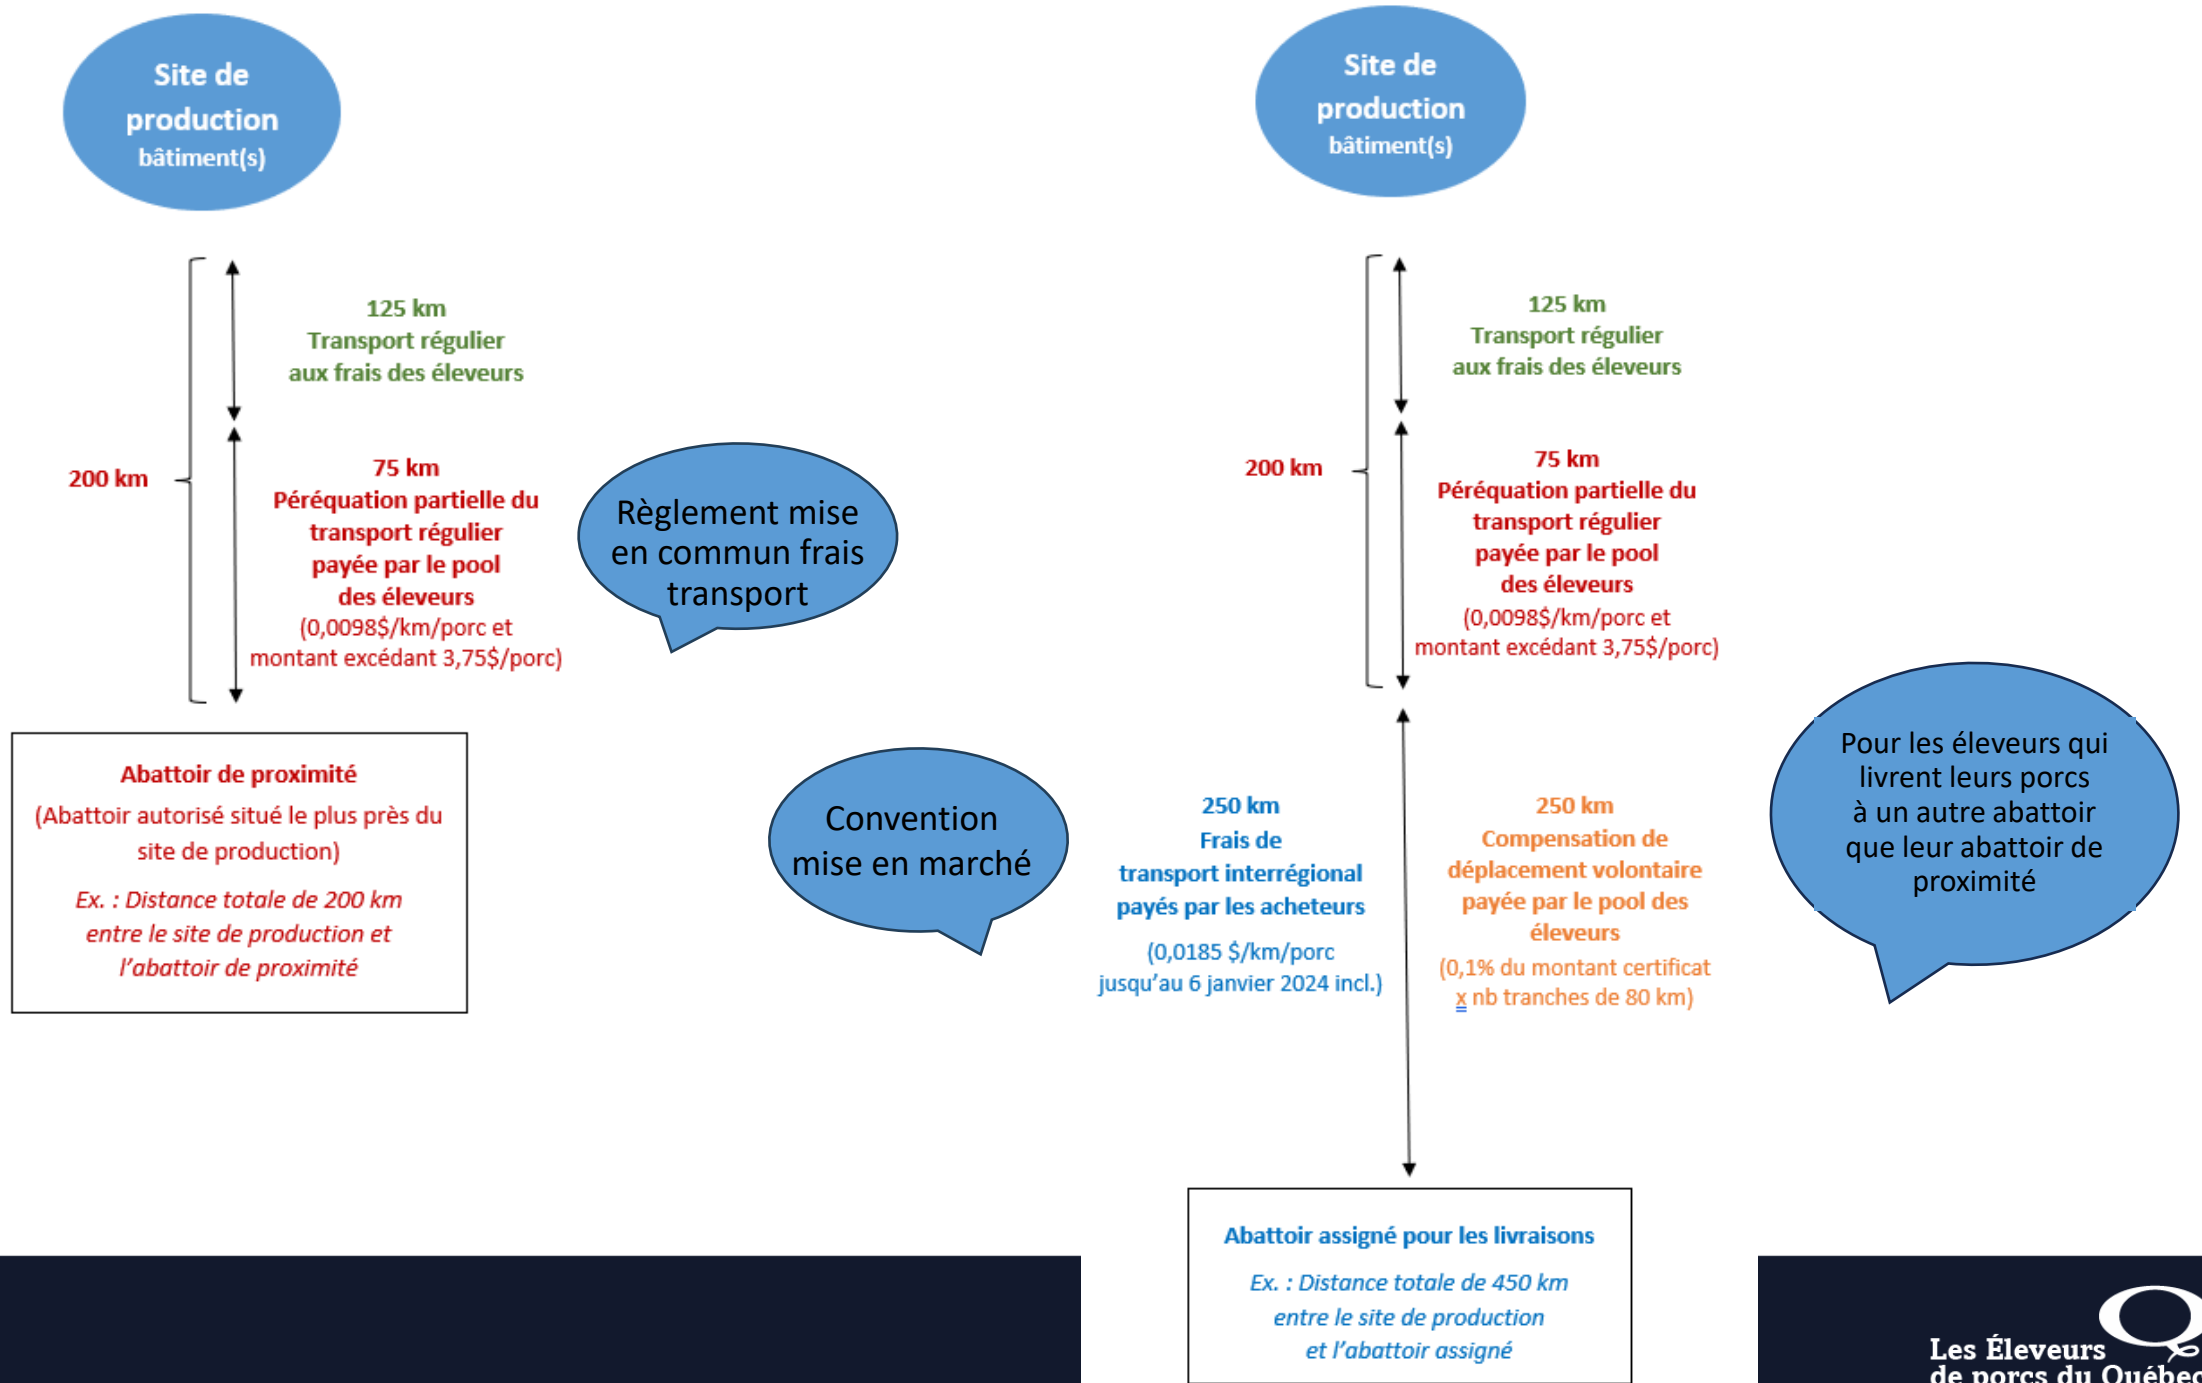 Site de
production
bâtiment(s)
125 km
Transport régulier
aux frais des éleveurs
200 km
75 km
Péréquation partielle du
transport régulier
payée par le pool
des éleveurs
(0,0098$/km/porc et
montant excédant 3,75$/porc)
Abattoir de proximité
(Abattoir autorisé situé le plus près du
site de production)
Ex. : Distance totale de 200 km
entre le site de production et
l'abattoir de proximité
Règlement mise
en commun frais
transport
Convention
mise en marché
Site de
production
bâtiment(s)
125 km
Transport régulier
aux frais des éleveurs
200 km
75 km
Péréquation partielle du
transport régulier
payée par le pool
des éleveurs
(0,0098$/km/porc et
montant excédant 3,75$/porc)
250 km
Frais de
transport interrégional
payés par les acheteurs
(0,0185 $/km/porc
jusqu'au 6 janvier 2024 incl.)
250 km
Compensation de
déplacement volontaire
payée par le pool des
éleveurs
(0,1% du montant certificat
x nb tranches de 80 km)
Pour les éleveurs qui
livrent leurs porcs
à un autre abattoir
que leur abattoir de
proximité
Abattoir assigné pour les livraisons
Ex. : Distance totale de 450 km
entre le site de production
et l'abattoir assigné
Les Éleveurs
de porcs du Québec